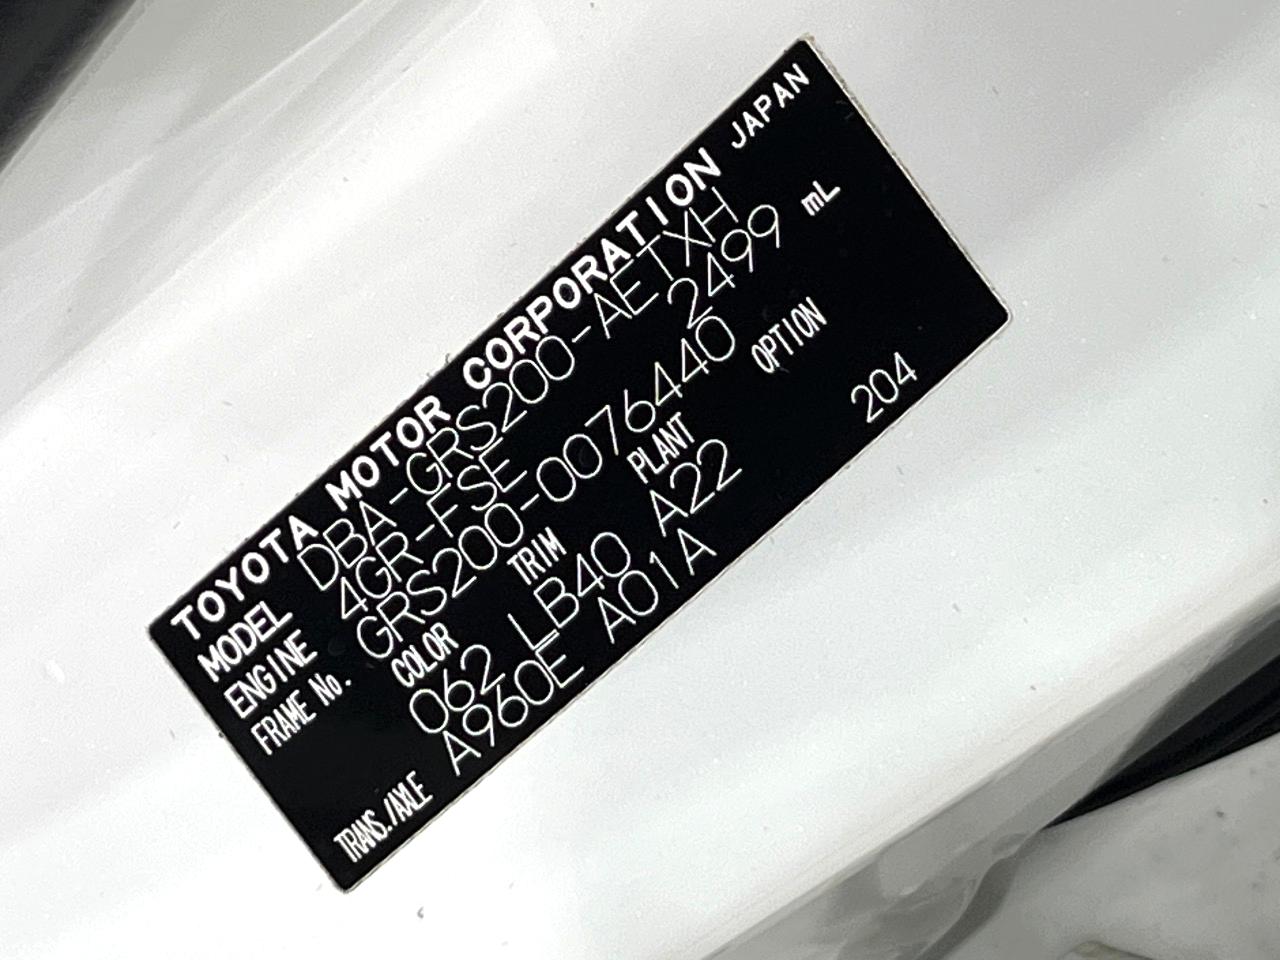 TOYOTA MOTOR CORPORATION JAPAN
MODEL DBA-GRS200-AETXH
ENGINE 4GR-FSE 2499 mL
FRAME No. GRS200-0076440
COLOR TRIM PLANT OPTION
062 LB40 A22 204
TRANS./AXLE A960E A01A